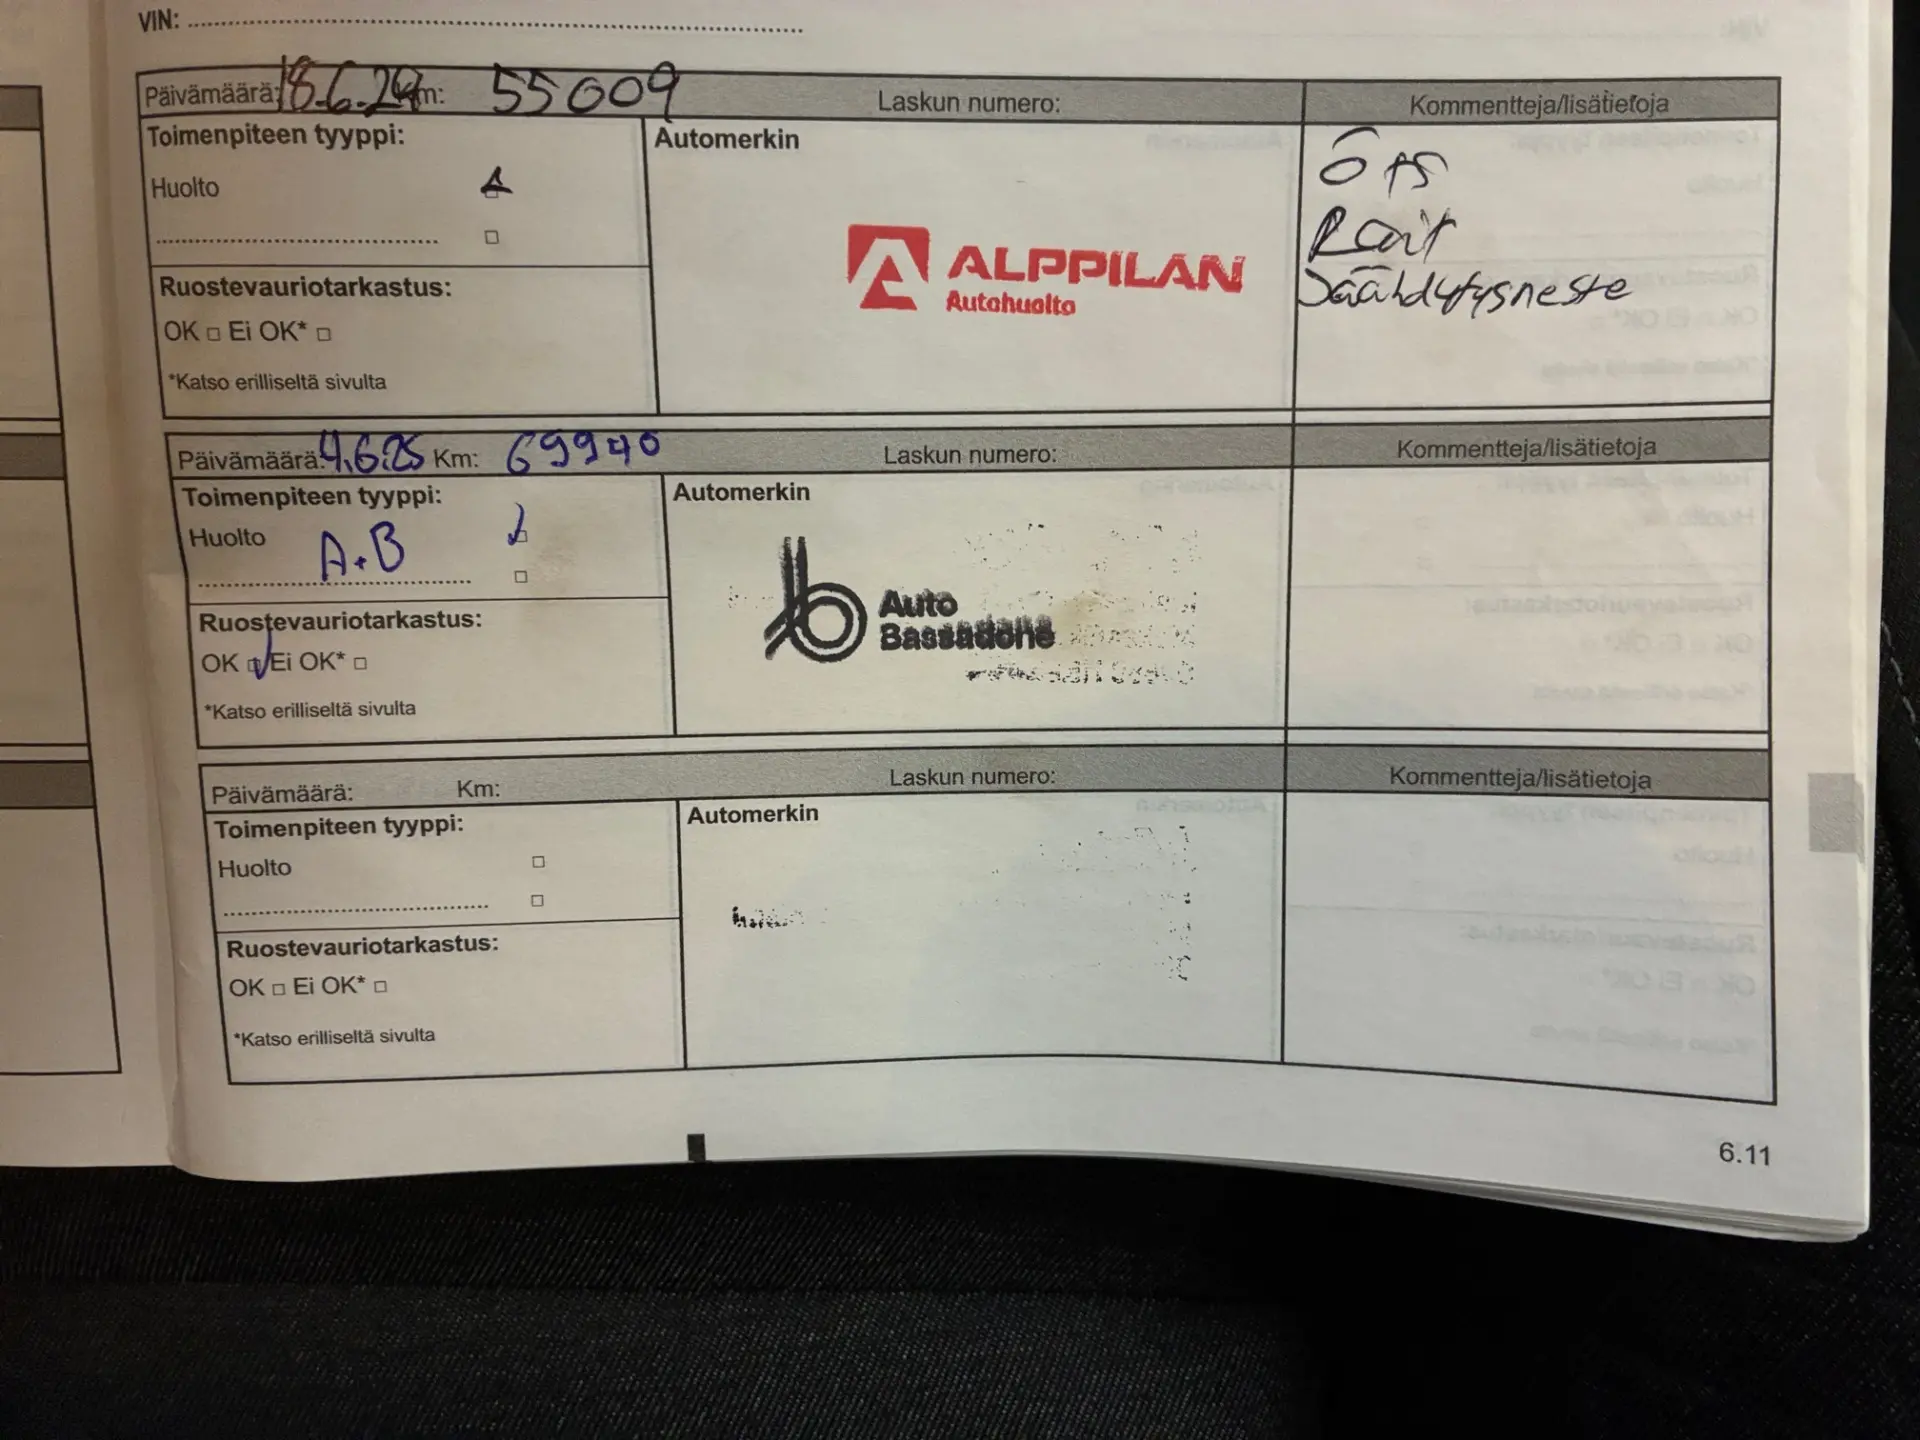 VIN:
Päivämäärä: 18.6.24 Km: 55009 Laskun numero: Kommentteja/lisätietoja
Toimenpiteen tyyppi:
Automerkin
Huolto
Ruostevauriotarkastus:
OK □ Ei OK* □
*Katso erilliseltä sivulta
ALPPILAN
Autohuolto
Jäähdytysneste
Päivämäärä: 4.6.25 Km: 69940 Laskun numero: Kommentteja/lisätietoja
Toimenpiteen tyyppi:
Automerkin
Huolto A+B
Ruostevauriotarkastus:
OK □ Ei OK* □
*Katso erilliseltä sivulta
Auto
Bassadone
Päivämäärä: Km: Laskun numero: Kommentteja/lisätietoja
Toimenpiteen tyyppi:
Automerkin
Huolto
Ruostevauriotarkastus:
OK □ Ei OK* □
*Katso erilliseltä sivulta
6.11